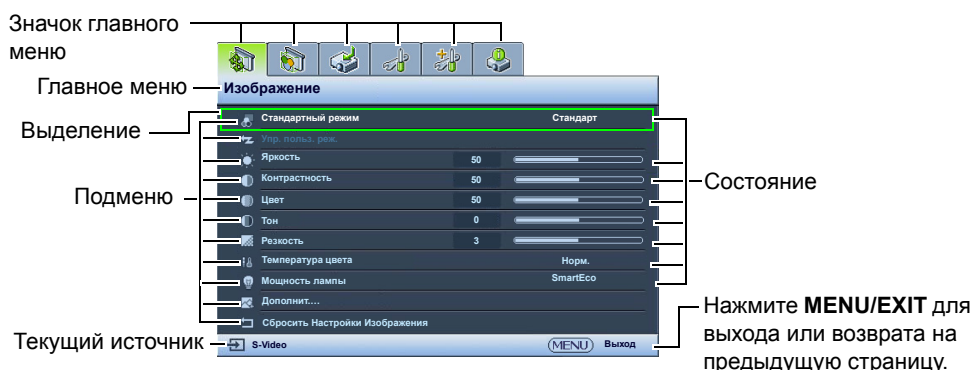 Значок главного
меню
Главное меню
Изображение
Выделение
Стандартный режим Стандарт
Упр. польз. реж.
Яркость 50
Контрастность 50
Состояние
Подменю
Цвет 50
Тон 0
Резкость 3
Температура цвета Норм.
Мощность лампы SmartEco
Дополнит....
Сбросить Настройки Изображения
Текущий источник
S-Video MENU Выход
Нажмите MENU/EXIT для
выхода или возврата на
предыдущую страницу.